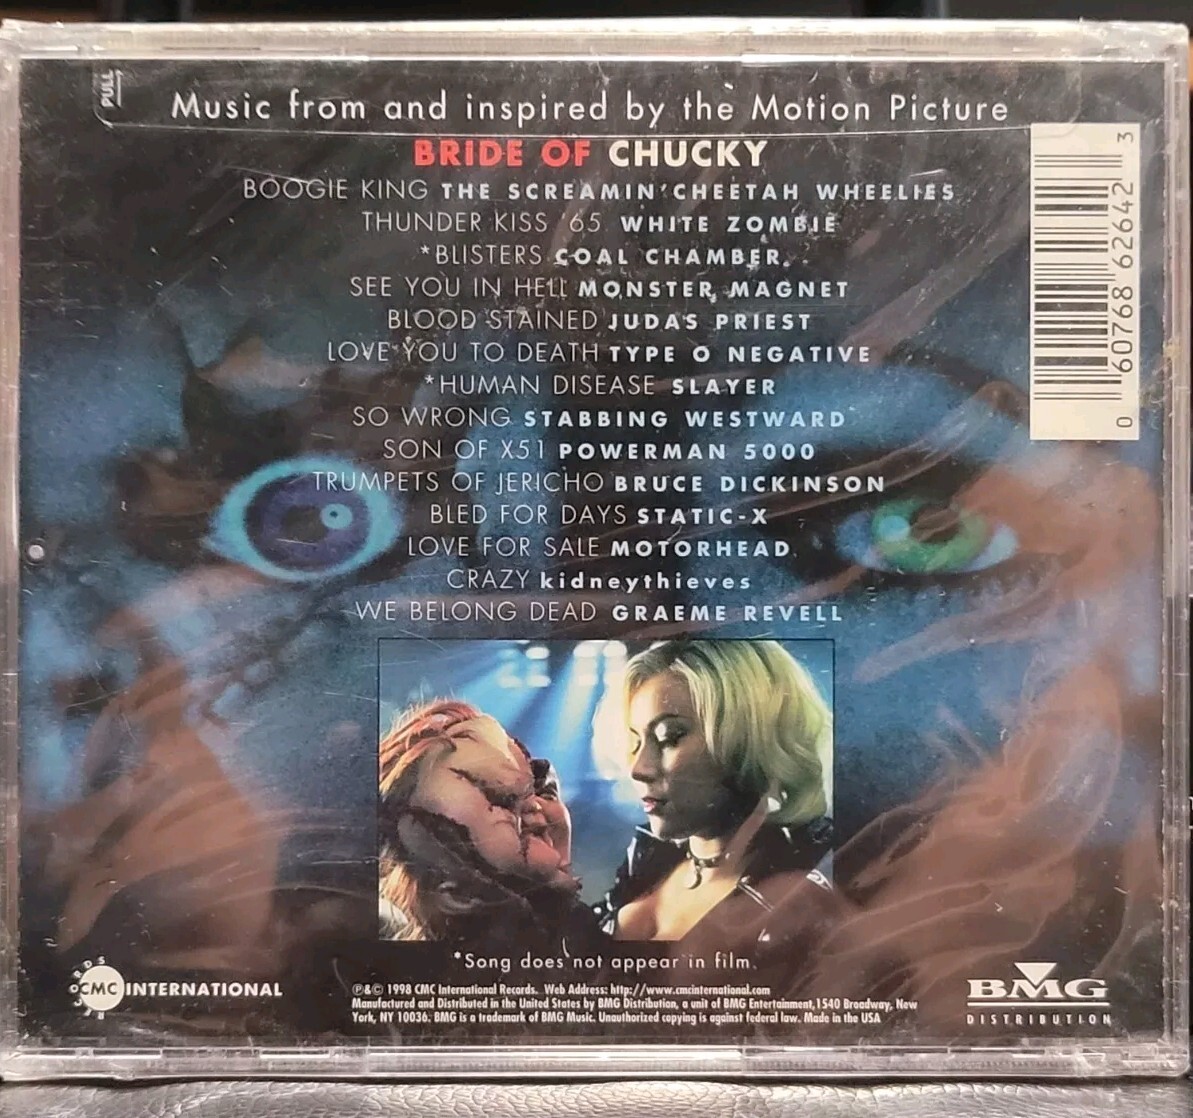 PULL
Music from and inspired by the Motion Picture
BRIDE OF CHUCKY
BOOGIE KING THE SCREAMIN' CHEETAH WHEELIES
THUNDER KISS '65 WHITE ZOMBIE
*BLISTERS COAL CHAMBER
SEE YOU IN HELL MONSTER MAGNET
BLOOD STAINED JUDAS PRIEST
LOVE YOU TO DEATH TYPE O NEGATIVE
*HUMAN DISEASE SLAYER
SO WRONG STABBING WESTWARD
SON OF X51 POWERMAN 5000
TRUMPETS OF JERICHO BRUCE DICKINSON
BLED FOR DAYS STATIC-X
LOVE FOR SALE MOTORHEAD
CRAZY kidneythieves
WE BELONG DEAD GRAEME REVELL
0 60768 62642 3
*Song does not appear in film.
CMC INTERNATIONAL
RECORDS
℗&© 1998 CMC International Records. Web Address: http://www.cmcinternational.com
Manufactured and Distributed in the United States by BMG Distribution, a unit of BMG Entertainment, 1540 Broadway, New
York, NY 10036. BMG is a trademark of BMG Music. Unauthorized copying is against federal law. Made in the USA
BMG
DISTRIBUTION